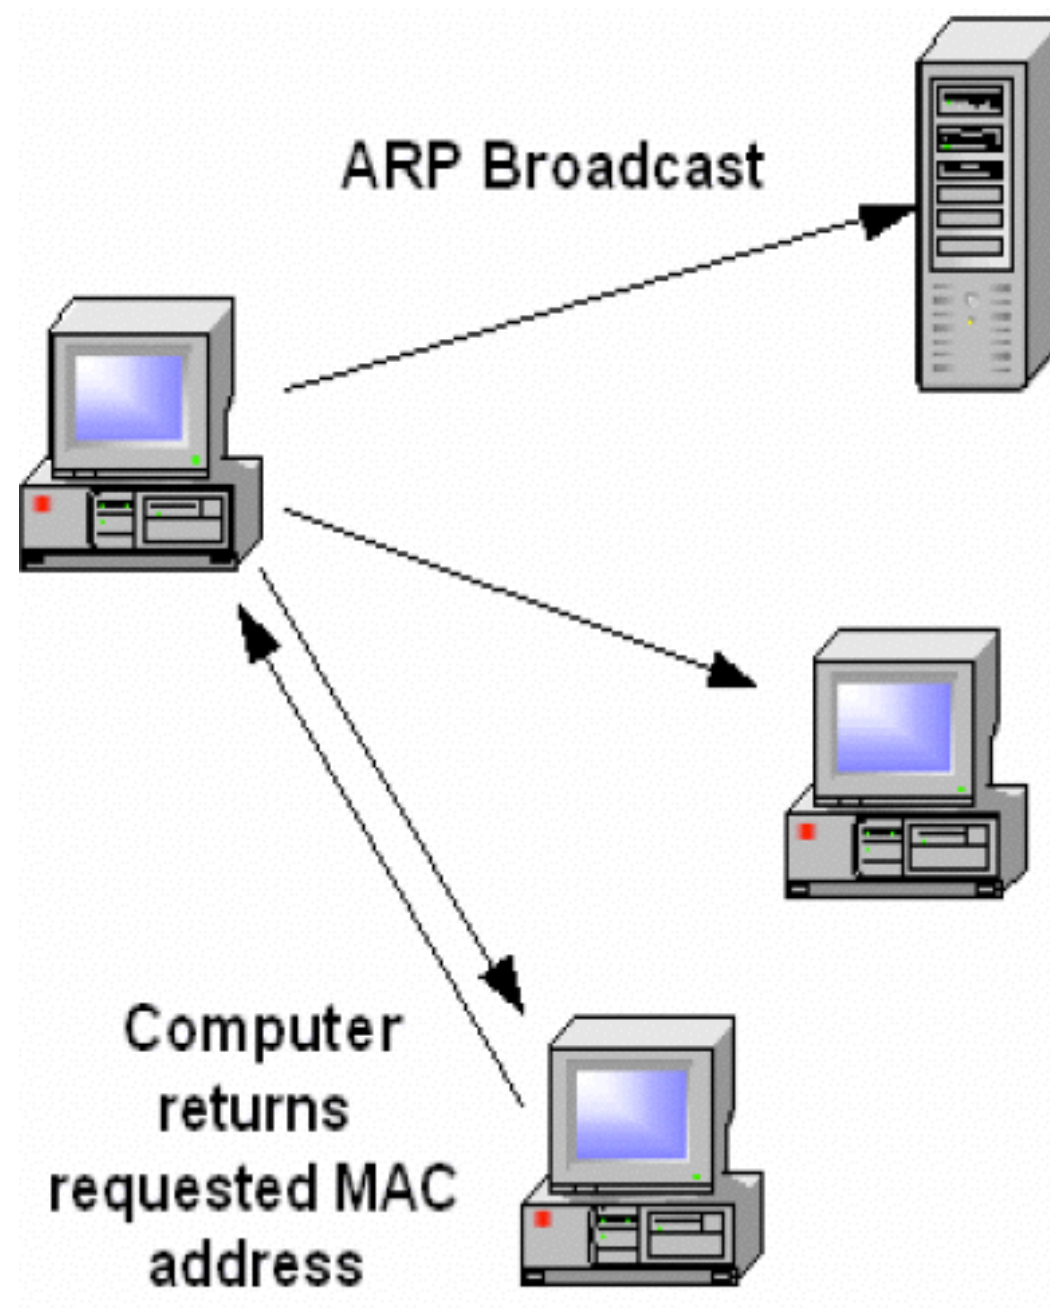 ARP Broadcast
Computer
returns
requested MAC
address